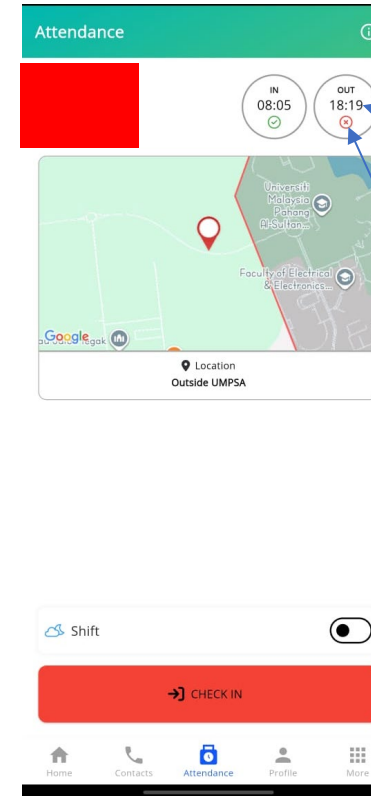 Attendance
IN
08:05
OUT
18:19
Universiti
Malaysia
Pahang
Al-Sultan...
Faculty of Electrical
& Electronics...
Google
Location
Outside UMPSA
Shift
CHECK IN
Home
Contacts
Attendance
Profile
More